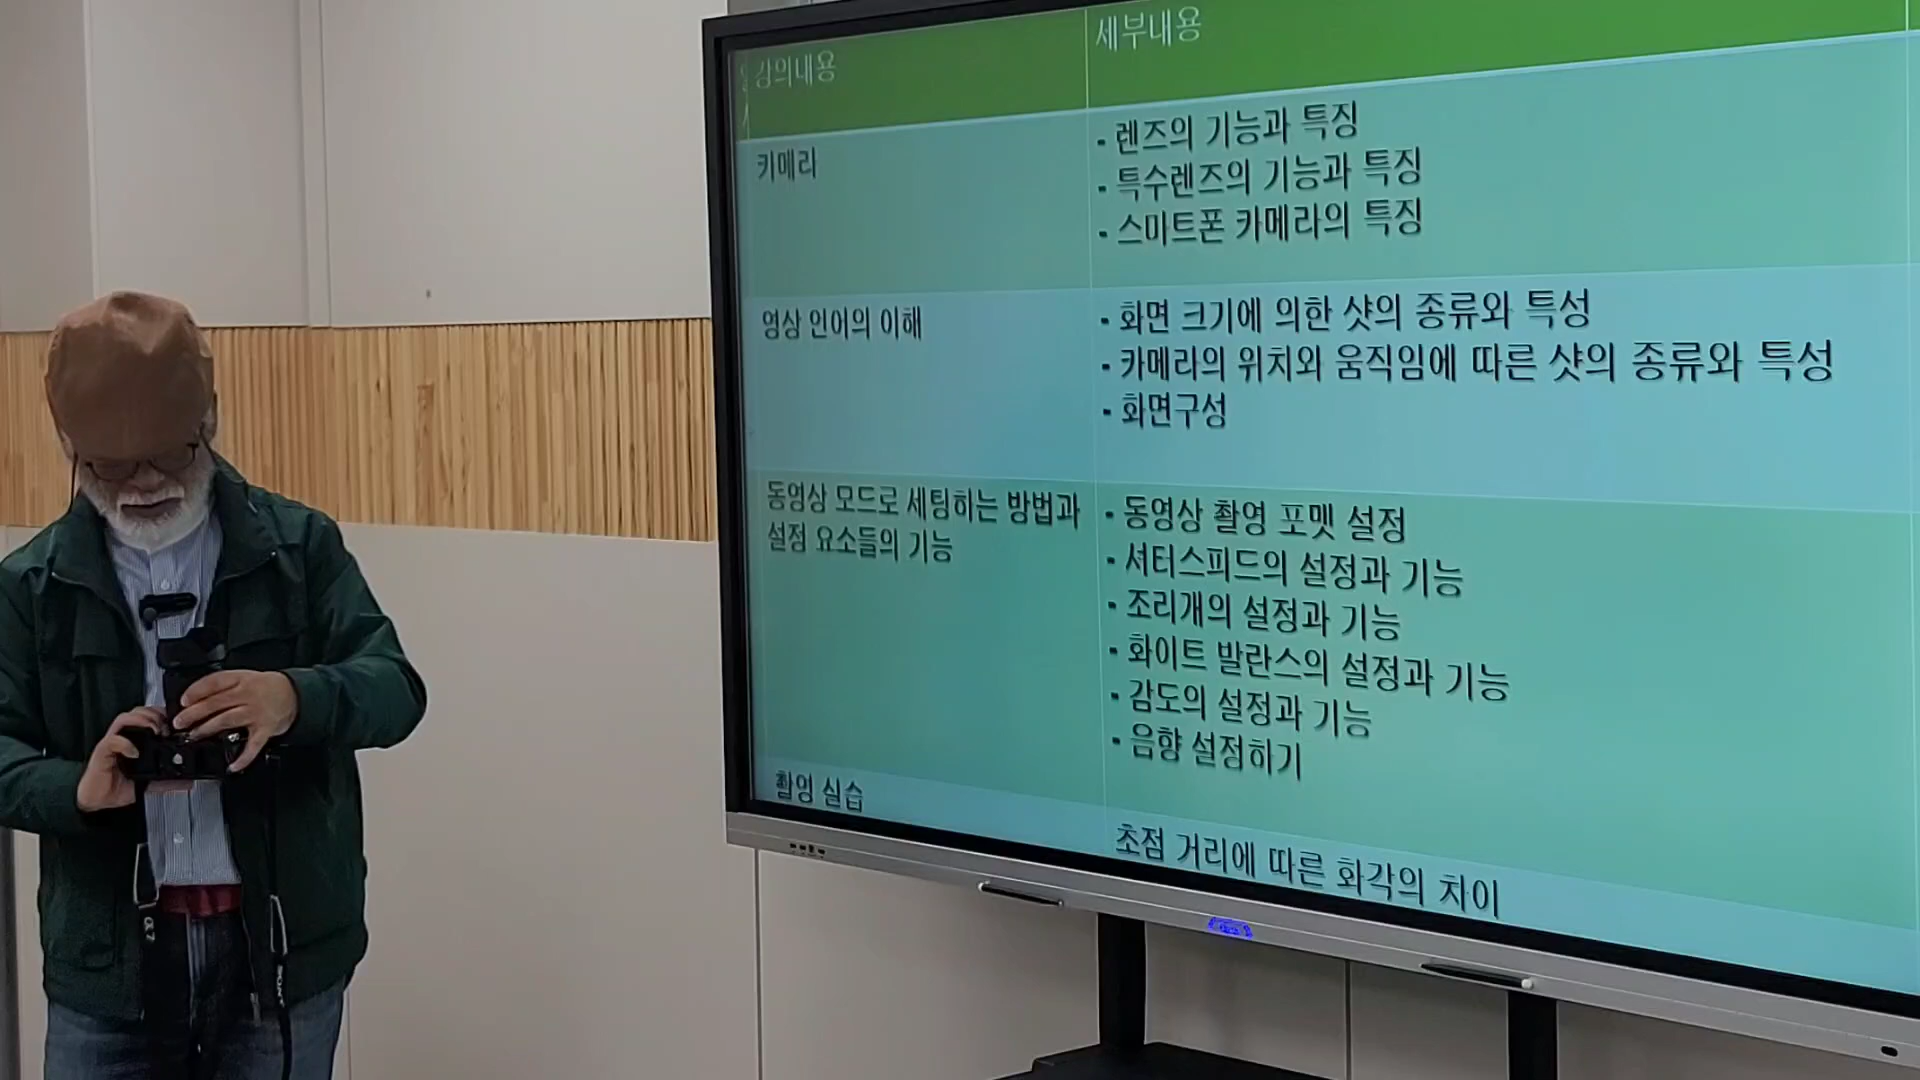 강의내용
세부내용
카메라
- 렌즈의 기능과 특징
- 특수렌즈의 기능과 특징
- 스마트폰 카메라의 특징
영상 언어의 이해
- 화면 크기에 의한 샷의 종류와 특성
- 카메라의 위치와 움직임에 따른 샷의 종류와 특성
- 화면구성
동영상 모드로 세팅하는 방법과
설정 요소들의 기능
- 동영상 촬영 포맷 설정
- 셔터스피드의 설정과 기능
- 조리개의 설정과 기능
- 화이트 발란스의 설정과 기능
- 감도의 설정과 기능
- 음향 설정하기
촬영 실습
초점 거리에 따른 화각의 차이
α7
SONY